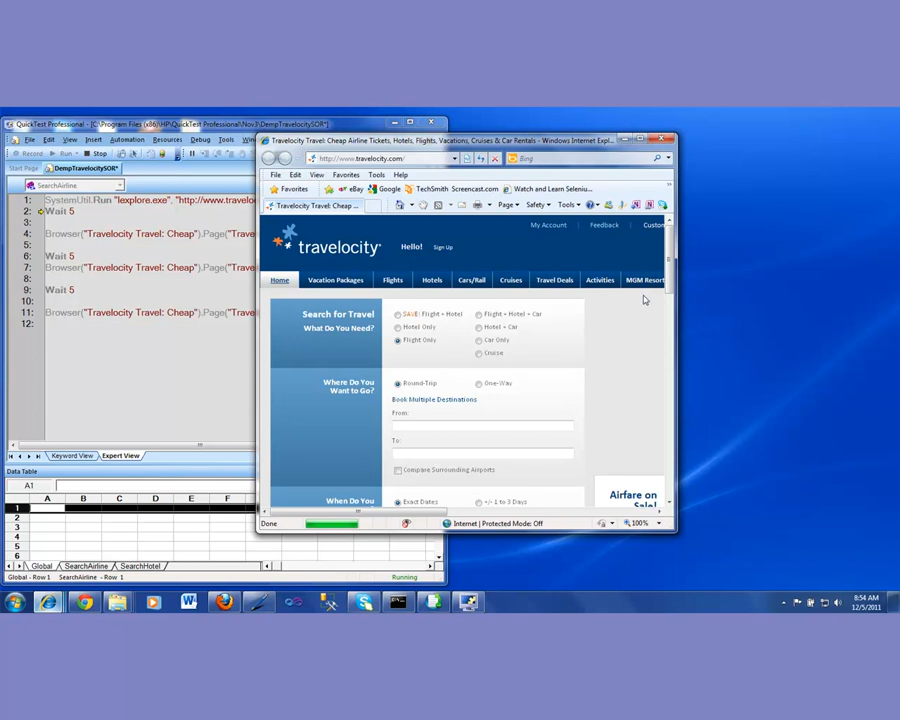 QuickTest Professional - [C:\Program Files (x86)\HP\QuickTest Professional\Nov3\DempTravelocitySOR*]
File Edit View Insert Automation Resources Debug Tools
Record Run Stop
Start Page DempTravelocitySOR*
SearchAirline
1: SystemUtil.Run "Iexplore.exe", "http://www.travelo
2: Wait 5
3:
4: Browser("Travelocity Travel: Cheap").Page("Trave
5:
6: Wait 5
7: Browser("Travelocity Travel: Cheap").Page("Trave
8:
9: Wait 5
10:
11: Browser("Travelocity Travel: Cheap").Page("Trave
12:
Keyword View Expert View
Data Table
A1
A B C D E F
1
2
3
4
5
6
Global SearchAirline SearchHotel
Global - Row 1 SearchAirline - Row 1 Running
Travelocity Travel: Cheap Airline Tickets, Hotels, Flights, Vacations, Cruises & Car Rentals - Windows Internet Expl...
http://www.travelocity.com/ Bing
File Edit View Favorites Tools Help
Favorites eBay Google TechSmith Screencast.com Watch and Learn Seleniu...
Travelocity Travel: Cheap ... Page Safety Tools
My Account Feedback Custom
travelocity Hello! Sign Up
Home Vacation Packages Flights Hotels Cars/Rail Cruises Travel Deals Activities MGM Resort
Search for Travel
What Do You Need?
SAVE! Flight + Hotel Flight + Hotel + Car
Hotel Only Hotel + Car
Flight Only Car Only
Cruise
Where Do You
Want to Go?
Round-Trip One-Way
Book Multiple Destinations
From:
To:
Compare Surrounding Airports
When Do You Exact Dates +/- 1 to 3 Days
Airfare on
Sale!
Done Internet | Protected Mode: Off 100%
8:54 AM
12/5/2011